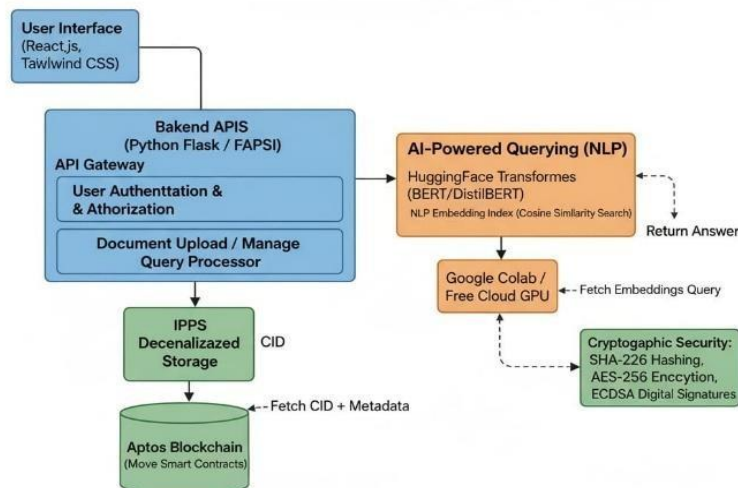 User Interface
(React.js,
Tawlwind CSS)
Bakend APIS
(Python Flask / FAPSI)
API Gateway
User Authenttation &
& Athorization
Document Upload / Manage
Query Processor
AI-Powered Querying (NLP)
HuggingFace Transformes
(BERT/DistilBERT)
NLP Embedding Index (Cosine Simlarity Search)
Return Answer
Google Colab /
Free Cloud GPU
Fetch Embeddings Query
IPPS
Decenalizazed
Storage
CID
Cryptogaphic Security:
SHA-226 Hashing,
AES-256 Enccytion,
ECDSA Digital Signatures
Fetch CID + Metadata
Aptos Blockchain
(Move Smart Contracts)